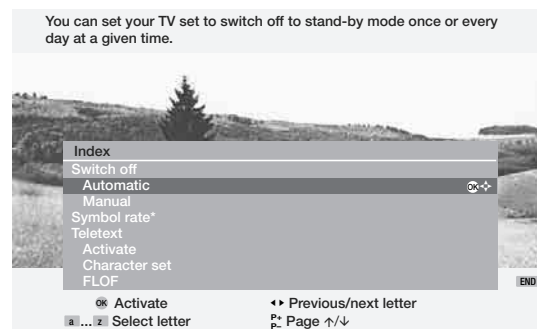 You can set your TV set to switch off to stand-by mode once or every
day at a given time.
Index
Switch off
Automatic OK
Manual
Symbol rate*
Teletext
Activate
Character set
FLOF
END
OK Activate
Previous/next letter
a ... z Select letter
P+
P– Page ↑/↓